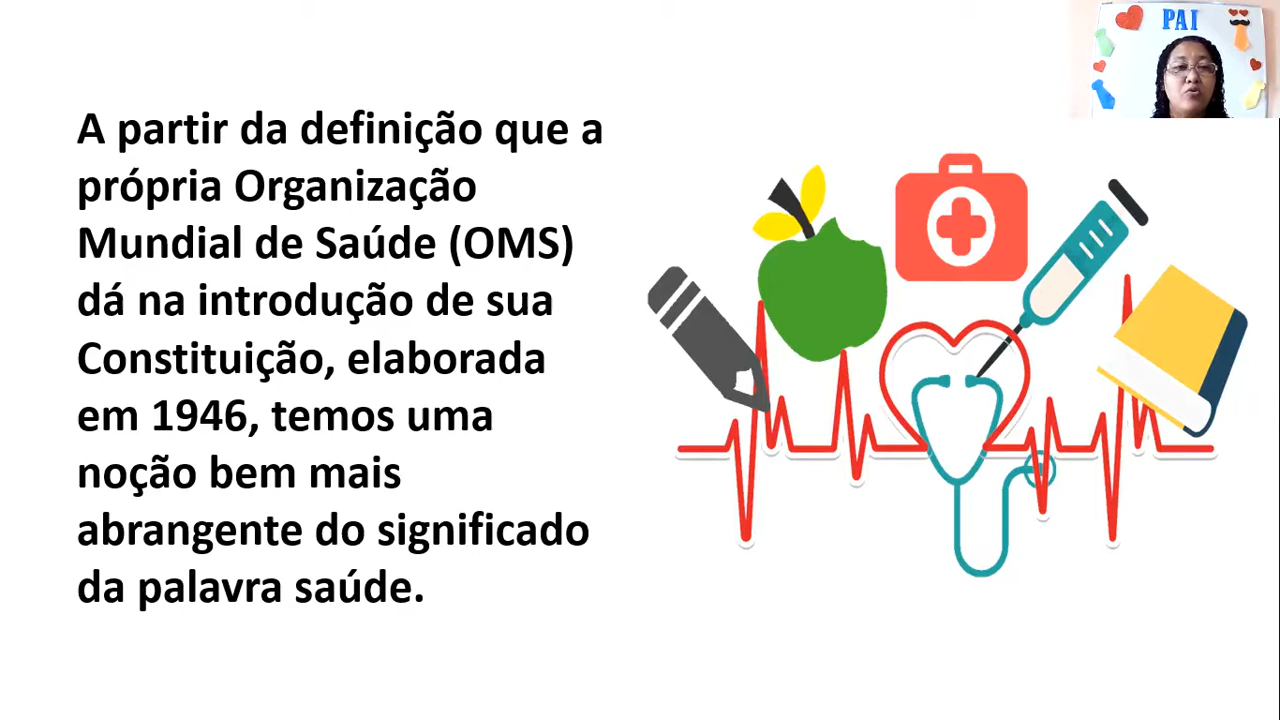 PAI
A partir da definição que a
própria Organização
Mundial de Saúde (OMS)
dá na introdução de sua
Constituição, elaborada
em 1946, temos uma
noção bem mais
abrangente do significado
da palavra saúde.